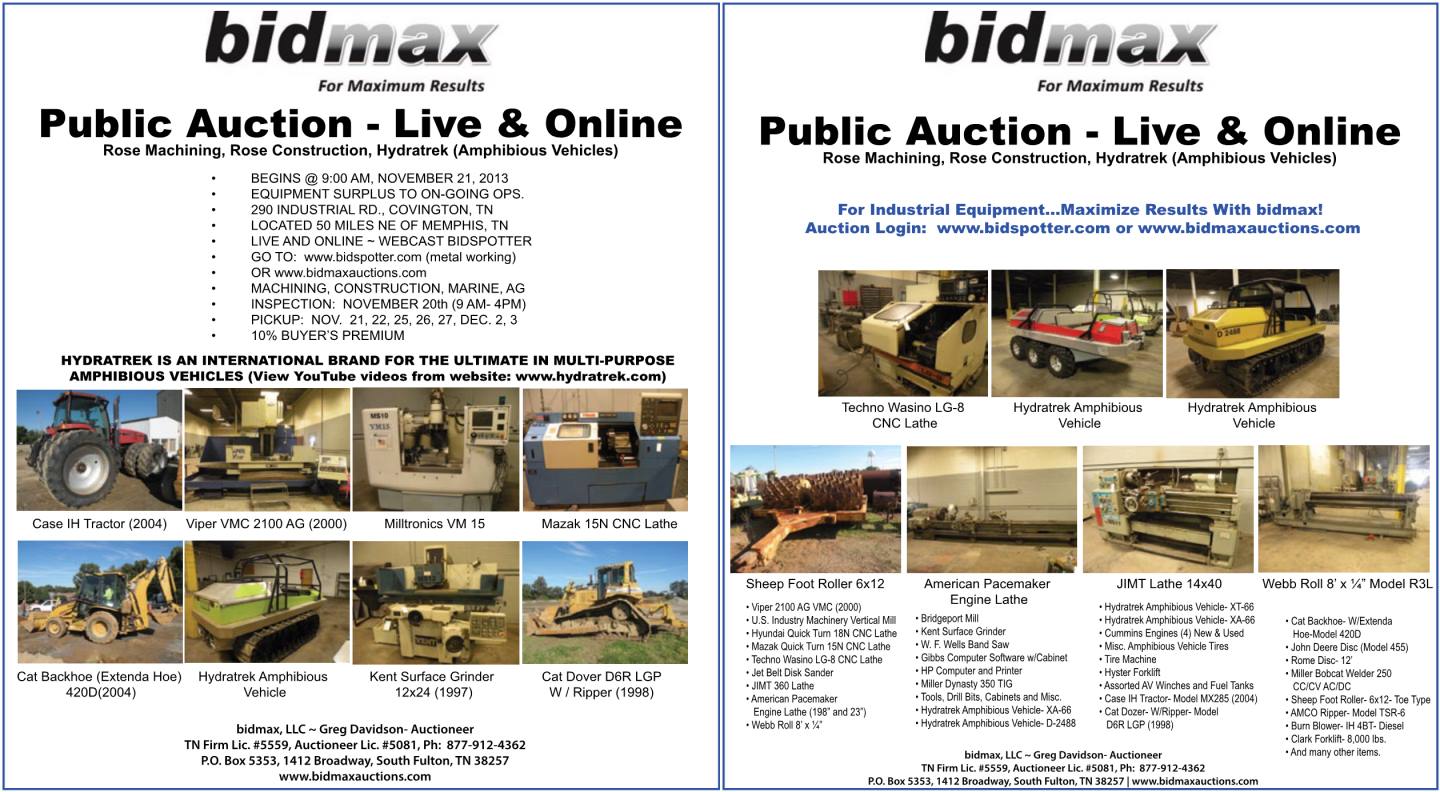 bidmax
For Maximum Results
Public Auction - Live & Online
Rose Machining, Rose Construction, Hydratrek (Amphibious Vehicles)
• BEGINS @ 9:00 AM, NOVEMBER 21, 2013
• EQUIPMENT SURPLUS TO ON-GOING OPS.
• 290 INDUSTRIAL RD., COVINGTON, TN
• LOCATED 50 MILES NE OF MEMPHIS, TN
• LIVE AND ONLINE ~ WEBCAST BIDSPOTTER
• GO TO: www.bidspotter.com (metal working)
• OR www.bidmaxauctions.com
• MACHINING, CONSTRUCTION, MARINE, AG
• INSPECTION: NOVEMBER 20th (9 AM- 4PM)
• PICKUP: NOV. 21, 22, 25, 26, 27, DEC. 2, 3
• 10% BUYER'S PREMIUM
HYDRATREK IS AN INTERNATIONAL BRAND FOR THE ULTIMATE IN MULTI-PURPOSE
AMPHIBIOUS VEHICLES (View YouTube videos from website: www.hydratrek.com)
MS10
VM15
Case IH Tractor (2004)
Viper VMC 2100 AG (2000)
Milltronics VM 15
Mazak 15N CNC Lathe
KENT
Cat Backhoe (Extenda Hoe)
420D(2004)
Hydratrek Amphibious
Vehicle
Kent Surface Grinder
12x24 (1997)
Cat Dover D6R LGP
W / Ripper (1998)
bidmax, LLC ~ Greg Davidson- Auctioneer
TN Firm Lic. #5559, Auctioneer Lic. #5081, Ph: 877-912-4362
P.O. Box 5353, 1412 Broadway, South Fulton, TN 38257
www.bidmaxauctions.com
bidmax
For Maximum Results
Public Auction - Live & Online
Rose Machining, Rose Construction, Hydratrek (Amphibious Vehicles)
For Industrial Equipment...Maximize Results With bidmax!
Auction Login: www.bidspotter.com or www.bidmaxauctions.com
D 2488
Techno Wasino LG-8
CNC Lathe
Hydratrek Amphibious
Vehicle
Hydratrek Amphibious
Vehicle
Sheep Foot Roller 6x12
American Pacemaker
Engine Lathe
JIMT Lathe 14x40
Webb Roll 8' x ¼" Model R3L
• Viper 2100 AG VMC (2000)
• U.S. Industry Machinery Vertical Mill
• Hyundai Quick Turn 18N CNC Lathe
• Mazak Quick Turn 15N CNC Lathe
• Techno Wasino LG-8 CNC Lathe
• Jet Belt Disk Sander
• JIMT 360 Lathe
• American Pacemaker
Engine Lathe (198" and 23")
• Webb Roll 8' x ¼"
• Bridgeport Mill
• Kent Surface Grinder
• W. F. Wells Band Saw
• Gibbs Computer Software w/Cabinet
• HP Computer and Printer
• Miller Dynasty 350 TIG
• Tools, Drill Bits, Cabinets and Misc.
• Hydratrek Amphibious Vehicle- XA-66
• Hydratrek Amphibious Vehicle- D-2488
• Hydratrek Amphibious Vehicle- XT-66
• Hydratrek Amphibious Vehicle- XA-66
• Cummins Engines (4) New & Used
• Misc. Amphibious Vehicle Tires
• Tire Machine
• Hyster Forklift
• Assorted AV Winches and Fuel Tanks
• Case IH Tractor- Model MX285 (2004)
• Cat Dozer- W/Ripper- Model
D6R LGP (1998)
• Cat Backhoe- W/Extenda
Hoe-Model 420D
• John Deere Disc (Model 455)
• Rome Disc- 12'
• Miller Bobcat Welder 250
CC/CV AC/DC
• Sheep Foot Roller- 6x12- Toe Type
• AMCO Ripper- Model TSR-6
• Burn Blower- IH 4BT- Diesel
• Clark Forklift- 8,000 lbs.
• And many other items.
bidmax, LLC ~ Greg Davidson- Auctioneer
TN Firm Lic. #5559, Auctioneer Lic. #5081, Ph: 877-912-4362
P.O. Box 5353, 1412 Broadway, South Fulton, TN 38257 | www.bidmaxauctions.com